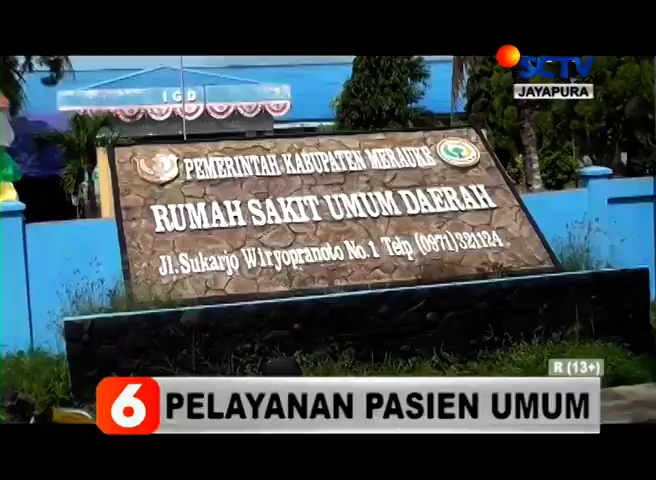 SCTV
JAYAPURA
IGD
PEMERINTAH KABUPATEN MERAUKE
RUMAH SAKIT UMUM DAERAH
Jl. Sukarjo Wiryopranoto No. 1 Telp (0971)321124
R (13+)
6 PELAYANAN PASIEN UMUM